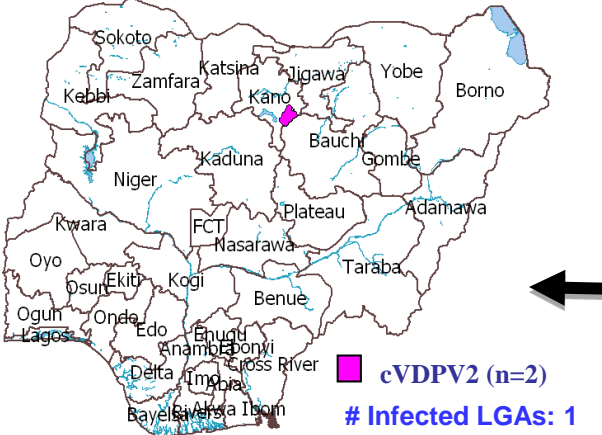 Sokoto
Katsina
Jigawa
Yobe
Zamfara
Kebbi
Kano
Borno
Bauchi
Gombe
Kaduna
Niger
Plateau
Adamawa
Kwara
FCT
Nasarawa
Oyo
Taraba
Osun
Ekiti
Kogi
Benue
Ogun
Ondo
Lagos
Edo
Enugu
Ebonyi
Anambra
Cross River
Delta
Imo
Abia
Bayelsa
Rivers
Akwa Ibom
cVDPV2 (n=2)
# Infected LGAs: 1